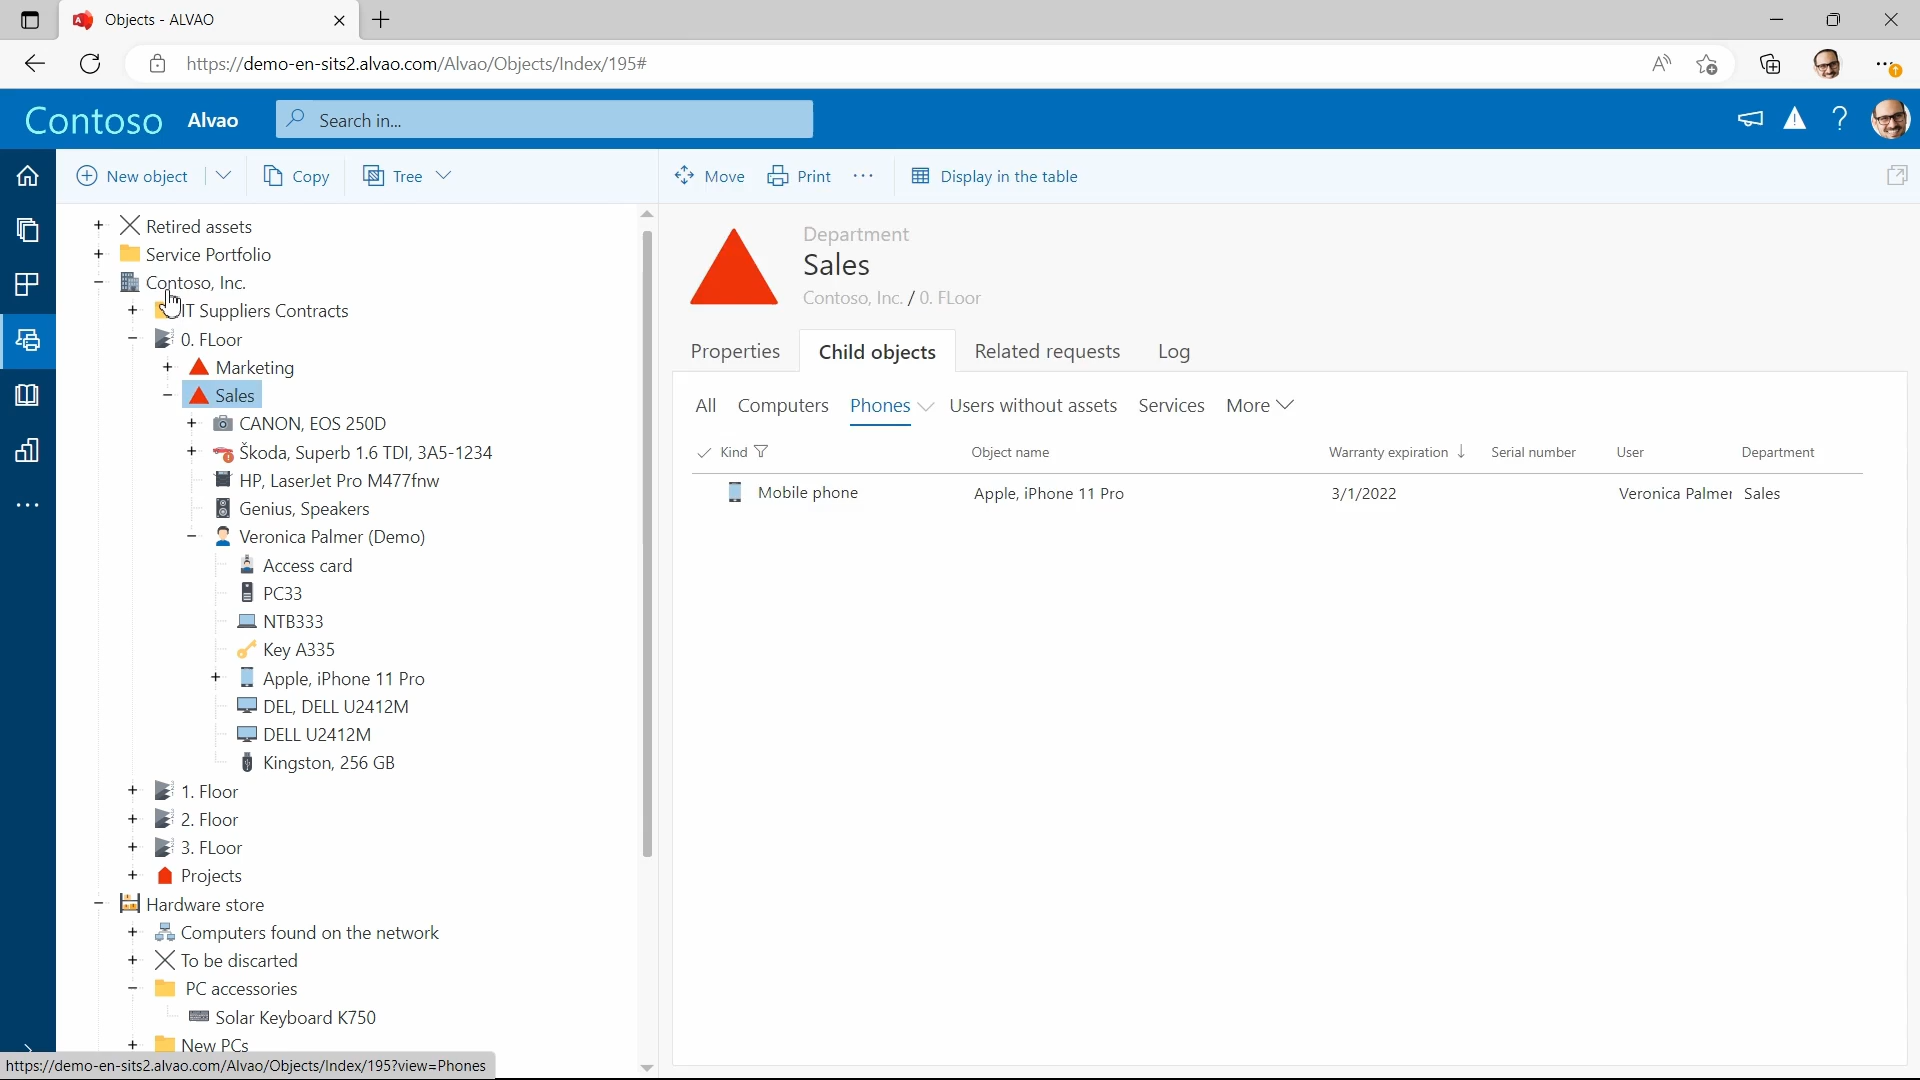 Objects - ALVAO
https://demo-en-sits2.alvao.com/Alvao/Objects/Index/195#
Contoso Alvao Search in...
New object Copy Tree Move Print Display in the table
Retired assets
Service Portfolio
Contoso, Inc.
IT Suppliers Contracts
0. FLoor
Marketing
Sales
CANON, EOS 250D
Škoda, Superb 1.6 TDI, 3A5-1234
HP, LaserJet Pro M477fnw
Genius, Speakers
Veronica Palmer (Demo)
Access card
PC33
NTB333
Key A335
Apple, iPhone 11 Pro
DEL, DELL U2412M
DELL U2412M
Kingston, 256 GB
1. Floor
2. Floor
3. FLoor
Projects
Hardware store
Computers found on the network
To be discarted
PC accessories
Solar Keyboard K750
New PCs
https://demo-en-sits2.alvao.com/Alvao/Objects/Index/195?view=Phones
Department
Sales
Contoso, Inc. / 0. FLoor
Properties Child objects Related requests Log
All Computers Phones Users without assets Services More
Kind Object name Warranty expiration Serial number User Department
Mobile phone Apple, iPhone 11 Pro 3/1/2022 Veronica Palmer Sales